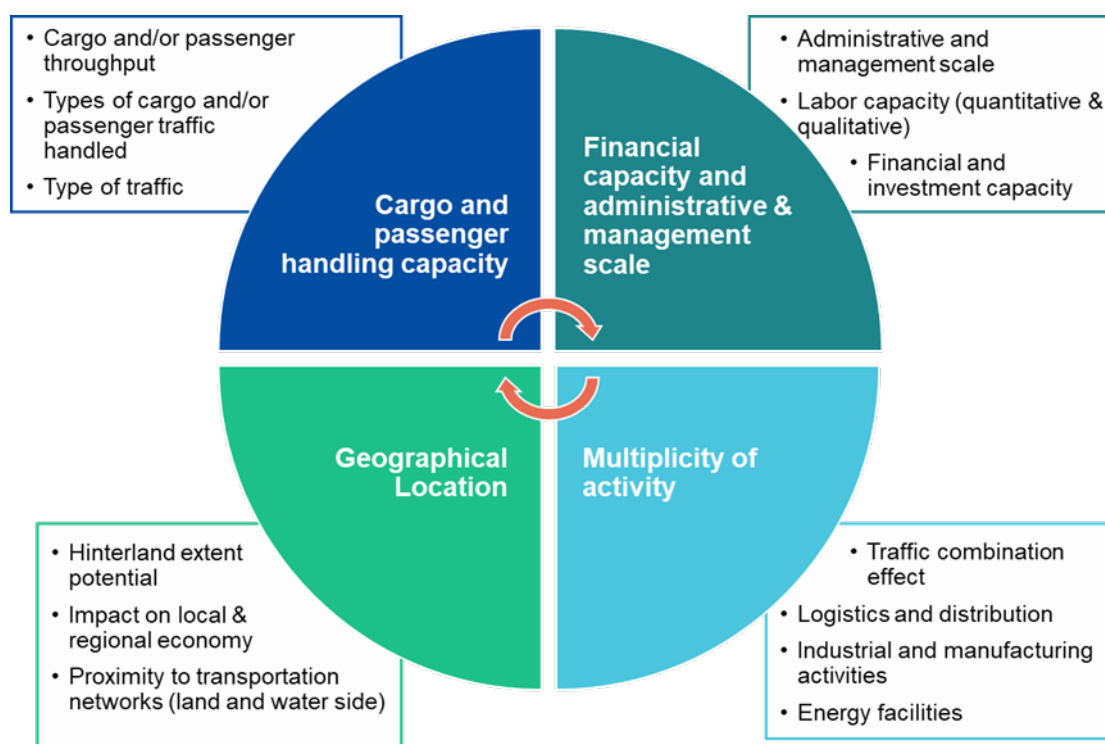 • Cargo and/or passenger
throughput
• Types of cargo and/or
passenger traffic
handled
• Type of traffic
• Administrative and
management scale
• Labor capacity (quantitative &
qualitative)
• Financial and
investment capacity
Cargo and
passenger
handling capacity
Financial
capacity and
administrative &
management
scale
Geographical
Location
Multiplicity of
activity
• Hinterland extent
potential
• Impact on local &
regional economy
• Proximity to transportation
networks (land and water side)
• Traffic combination
effect
• Logistics and distribution
• Industrial and manufacturing
activities
• Energy facilities